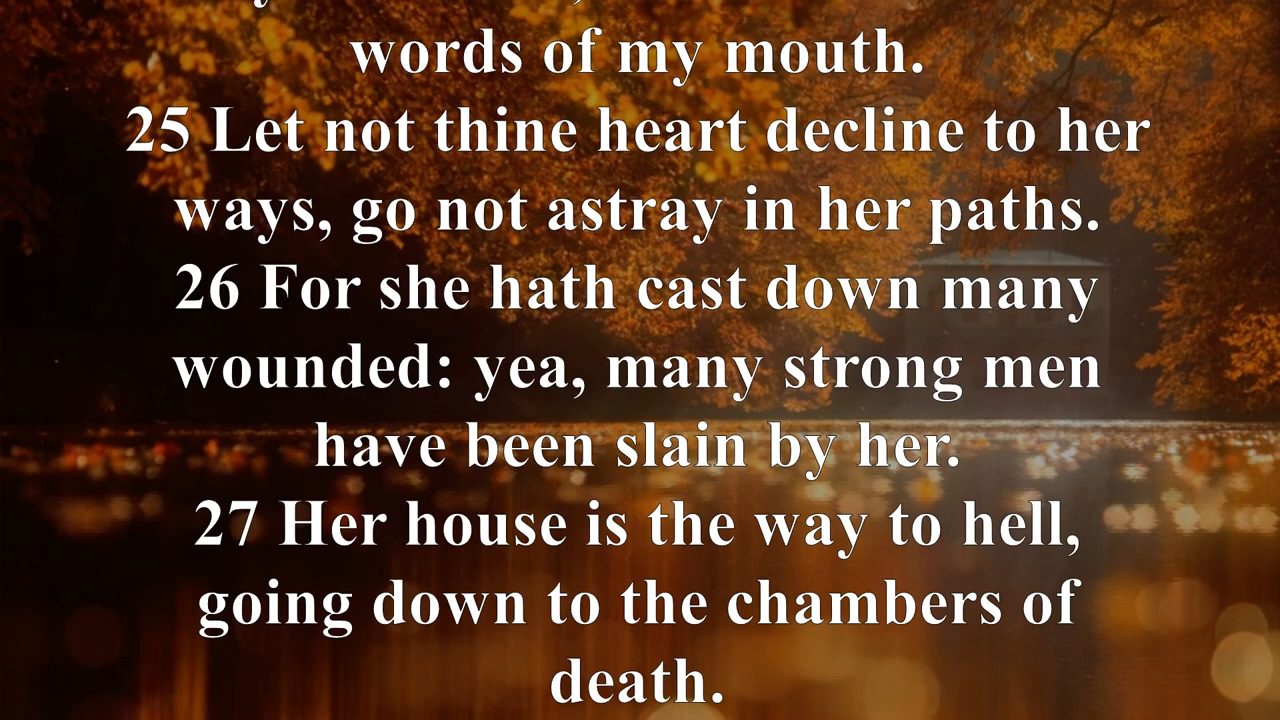 words of my mouth.
25 Let not thine heart decline to her
ways, go not astray in her paths.
26 For she hath cast down many
wounded: yea, many strong men
have been slain by her.
27 Her house is the way to hell,
going down to the chambers of
death.